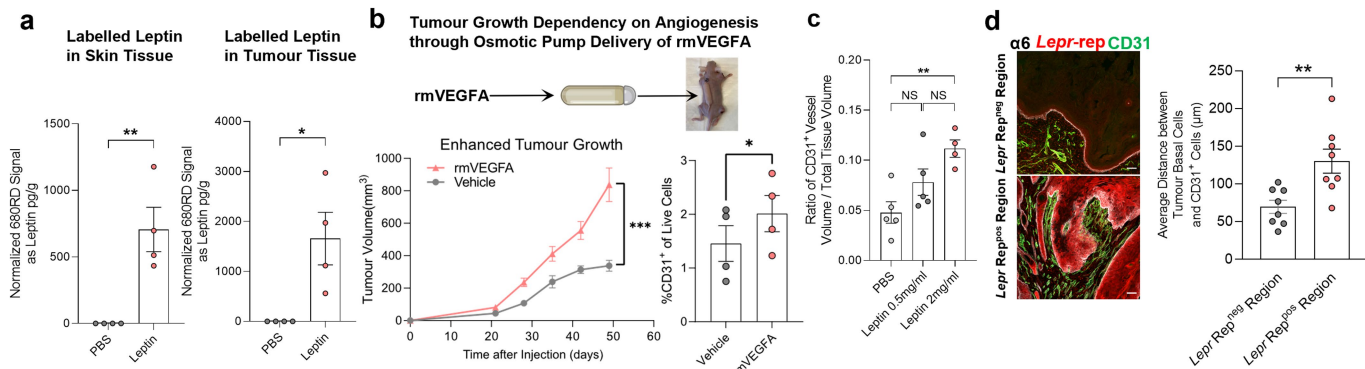 a
Labelled Leptin
in Skin Tissue
Labelled Leptin
in Tumour Tissue
Normalized 680RD Signal
as Leptin pg/g
1500
1000
500
0
**
PBS
Leptin
Normalized 680RD Signal
as Leptin pg/g
4000
3000
2000
1000
0
*
PBS
Leptin
b
Tumour Growth Dependency on Angiogenesis
through Osmotic Pump Delivery of rmVEGFA
rmVEGFA
Enhanced Tumour Growth
rmVEGFA
Vehicle
Tumour Volume(mm³)
1000
800
600
400
200
0
***
0
10
20
30
40
50
60
Time after Injection (days)
%CD31⁺ of Live Cells
3
2
1
0
*
Vehicle
rmVEGFA
c
Ratio of CD31⁺ Vessel
Volume / Total Tissue Volume
0.20
0.15
0.10
0.05
0.00
**
NS
NS
PBS
Leptin 0.5mg/ml
Leptin 2mg/ml
d
α6 Lepr-rep CD31
Lepr Rep^neg Region
Lepr Rep^pos Region
Average Distance between
Tumour Basal Cells
and CD31⁺ Cells (µm)
250
200
150
100
50
0
**
Lepr Rep^neg Region
Lepr Rep^pos Region